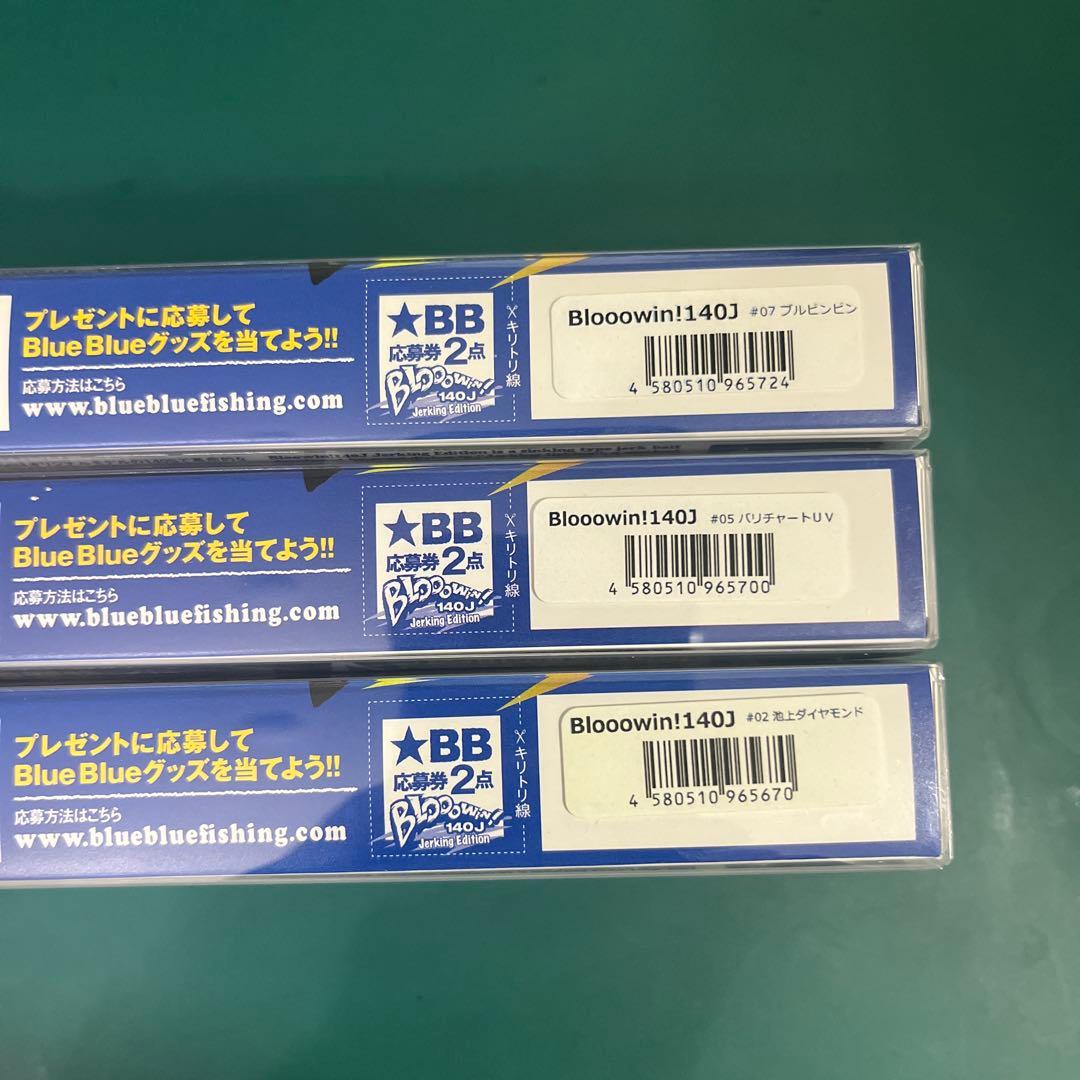 プレゼントに応募して
Blue Blueグッズを当てよう!!
応募方法はこちら
www.bluebluefishing.com
★BB
応募券2点
Blooowin!
140J
Jerking Edition
キリトリ線
Blooowin!140J #07 ブルピンピン
4 580510 965724
Blooowin!140J Jerking Edition is a sinking type jerk bait
プレゼントに応募して
Blue Blueグッズを当てよう!!
応募方法はこちら
www.bluebluefishing.com
★BB
応募券2点
Blooowin!
140J
Jerking Edition
キリトリ線
Blooowin!140J #05 バリチャートUV
4 580510 965700
プレゼントに応募して
Blue Blueグッズを当てよう!!
応募方法はこちら
www.bluebluefishing.com
★BB
応募券2点
Blooowin!
140J
Jerking Edition
キリトリ線
Blooowin!140J #02 池上ダイヤモンド
4 580510 965670